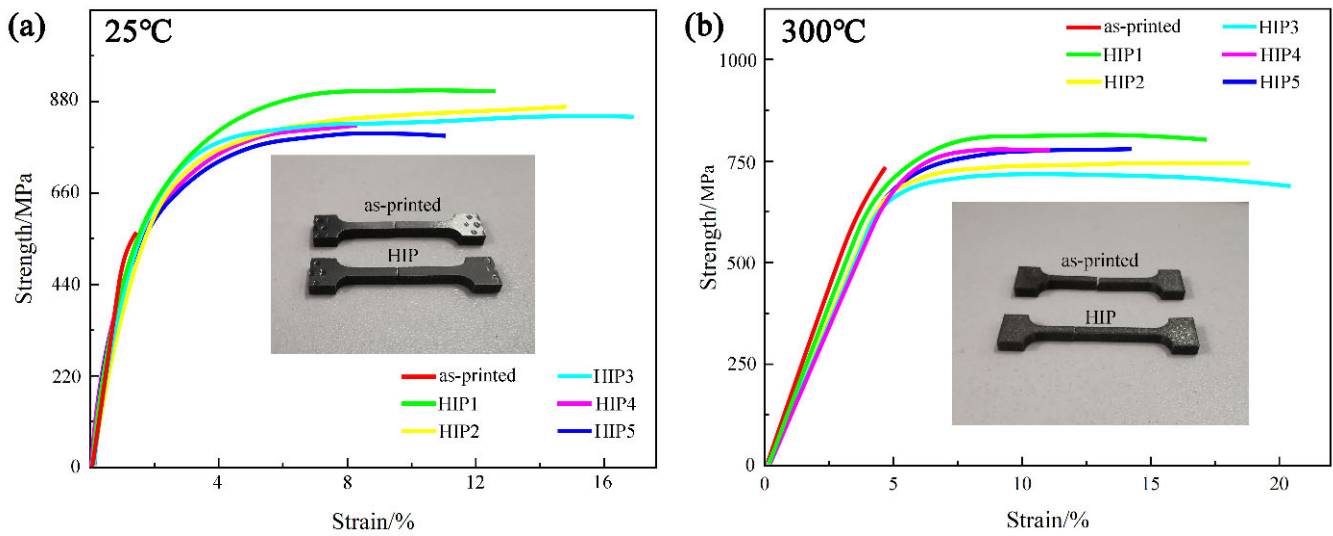 (a)
25℃
880
660
440
220
0
Strength/MPa
as-printed
HIP
as-printed
HIP3
HIP1
HIP4
HIP2
HIP5
4
8
12
16
Strain/%
(b)
300℃
as-printed
HIP3
HIP1
HIP4
HIP2
HIP5
1000
750
500
250
0
Strength/MPa
as-printed
HIP
0
5
10
15
20
Strain/%